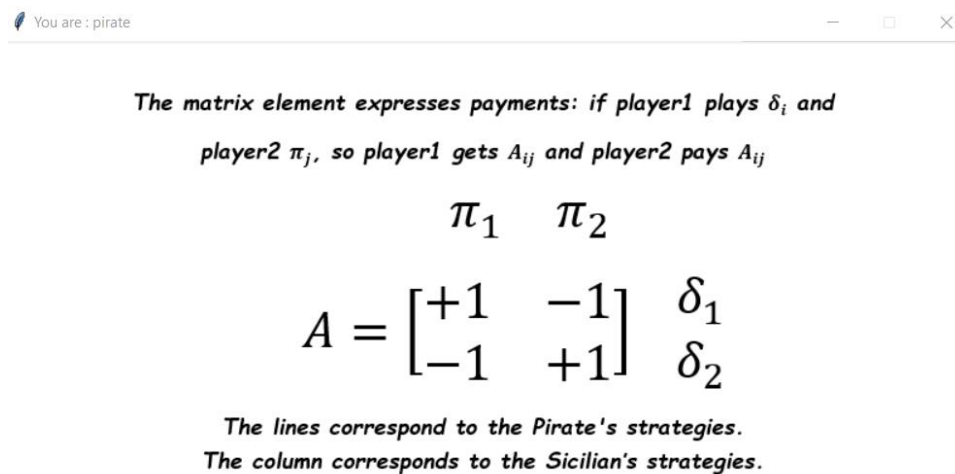 You are : pirate
The matrix element expresses payments: if player1 plays δᵢ and
player2 πⱼ, so player1 gets Aᵢⱼ and player2 pays Aᵢⱼ
π₁ π₂
A = [+1 −1] δ₁
[−1 +1] δ₂
The lines correspond to the Pirate's strategies.
The column corresponds to the Sicilian's strategies.